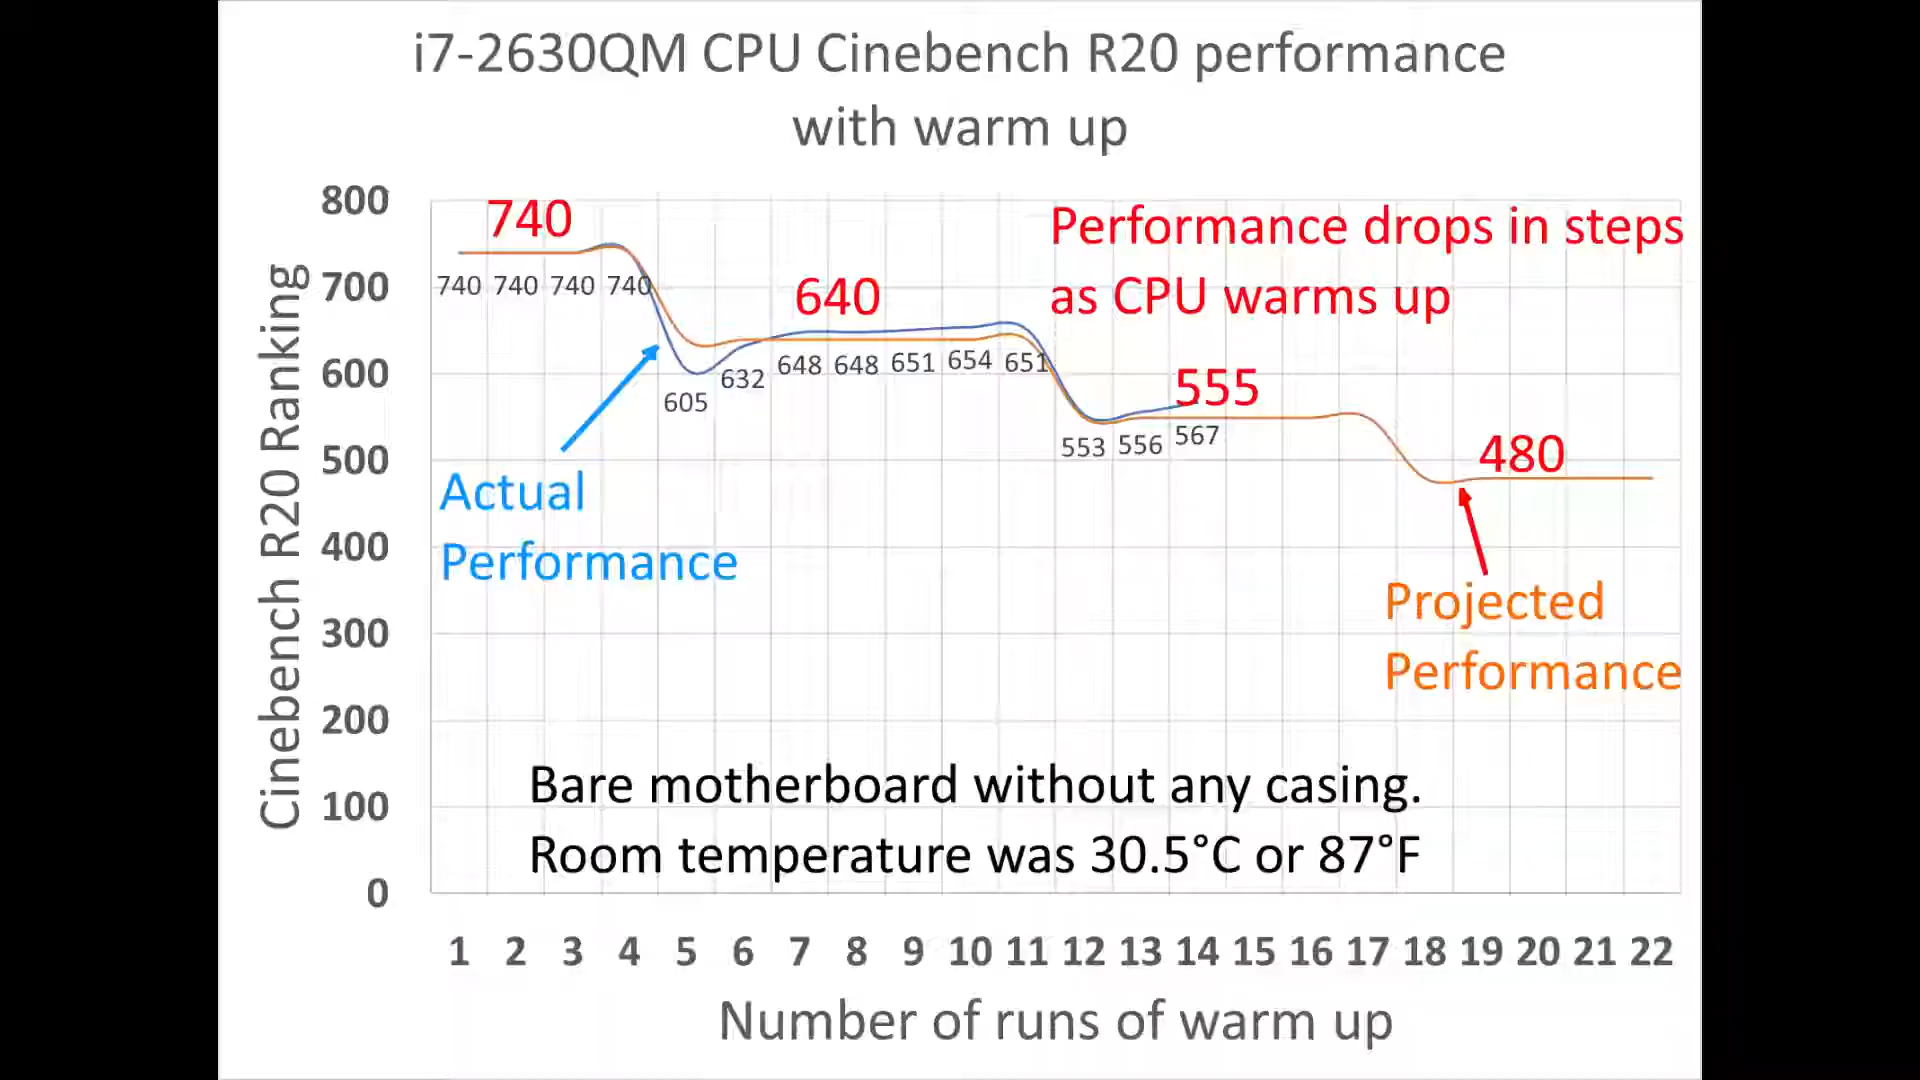 i7-2630QM CPU Cinebench R20 performance
with warm up
Cinebench R20 Ranking
800
700
600
500
400
300
200
100
0
740
640
555
480
Performance drops in steps
as CPU warms up
740 740 740 740
605
632
648 648 651 654 651
553 556 567
Actual
Performance
Projected
Performance
Bare motherboard without any casing.
Room temperature was 30.5°C or 87°F
1 2 3 4 5 6 7 8 9 10 11 12 13 14 15 16 17 18 19 20 21 22
Number of runs of warm up